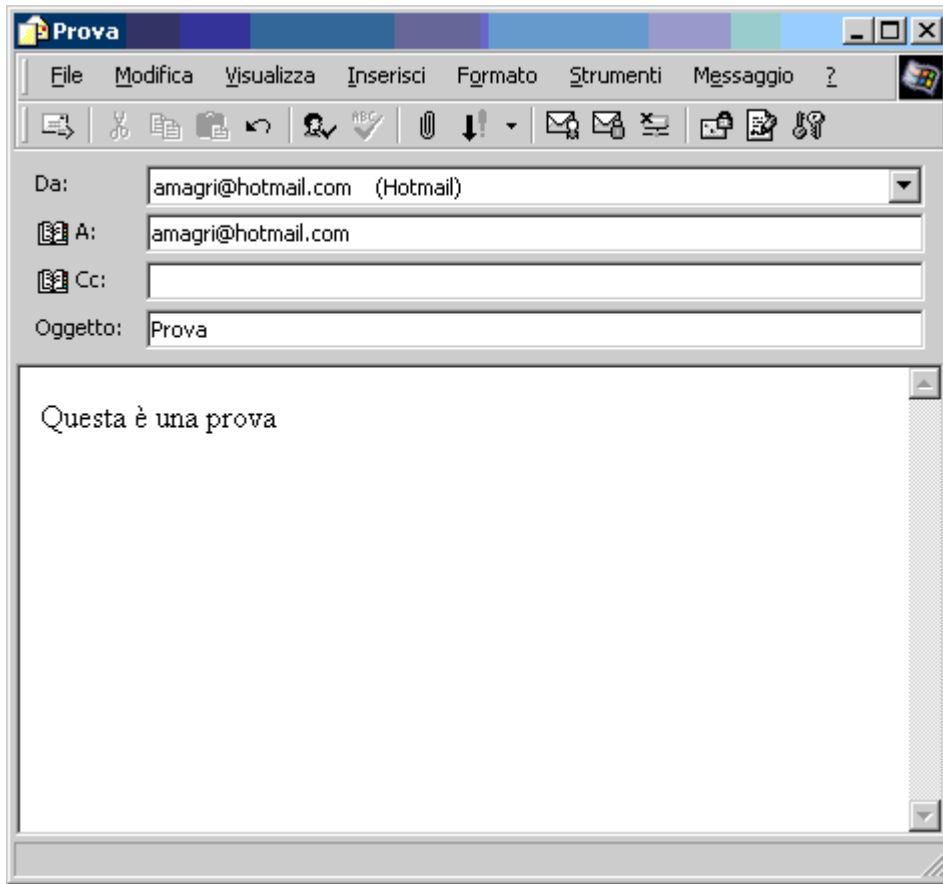 Prova
File Modifica Visualizza Inserisci Formato Strumenti Messaggio ?
ABC
Da: amagri@hotmail.com (Hotmail)
A: amagri@hotmail.com
Cc:
Oggetto: Prova
Questa è una prova